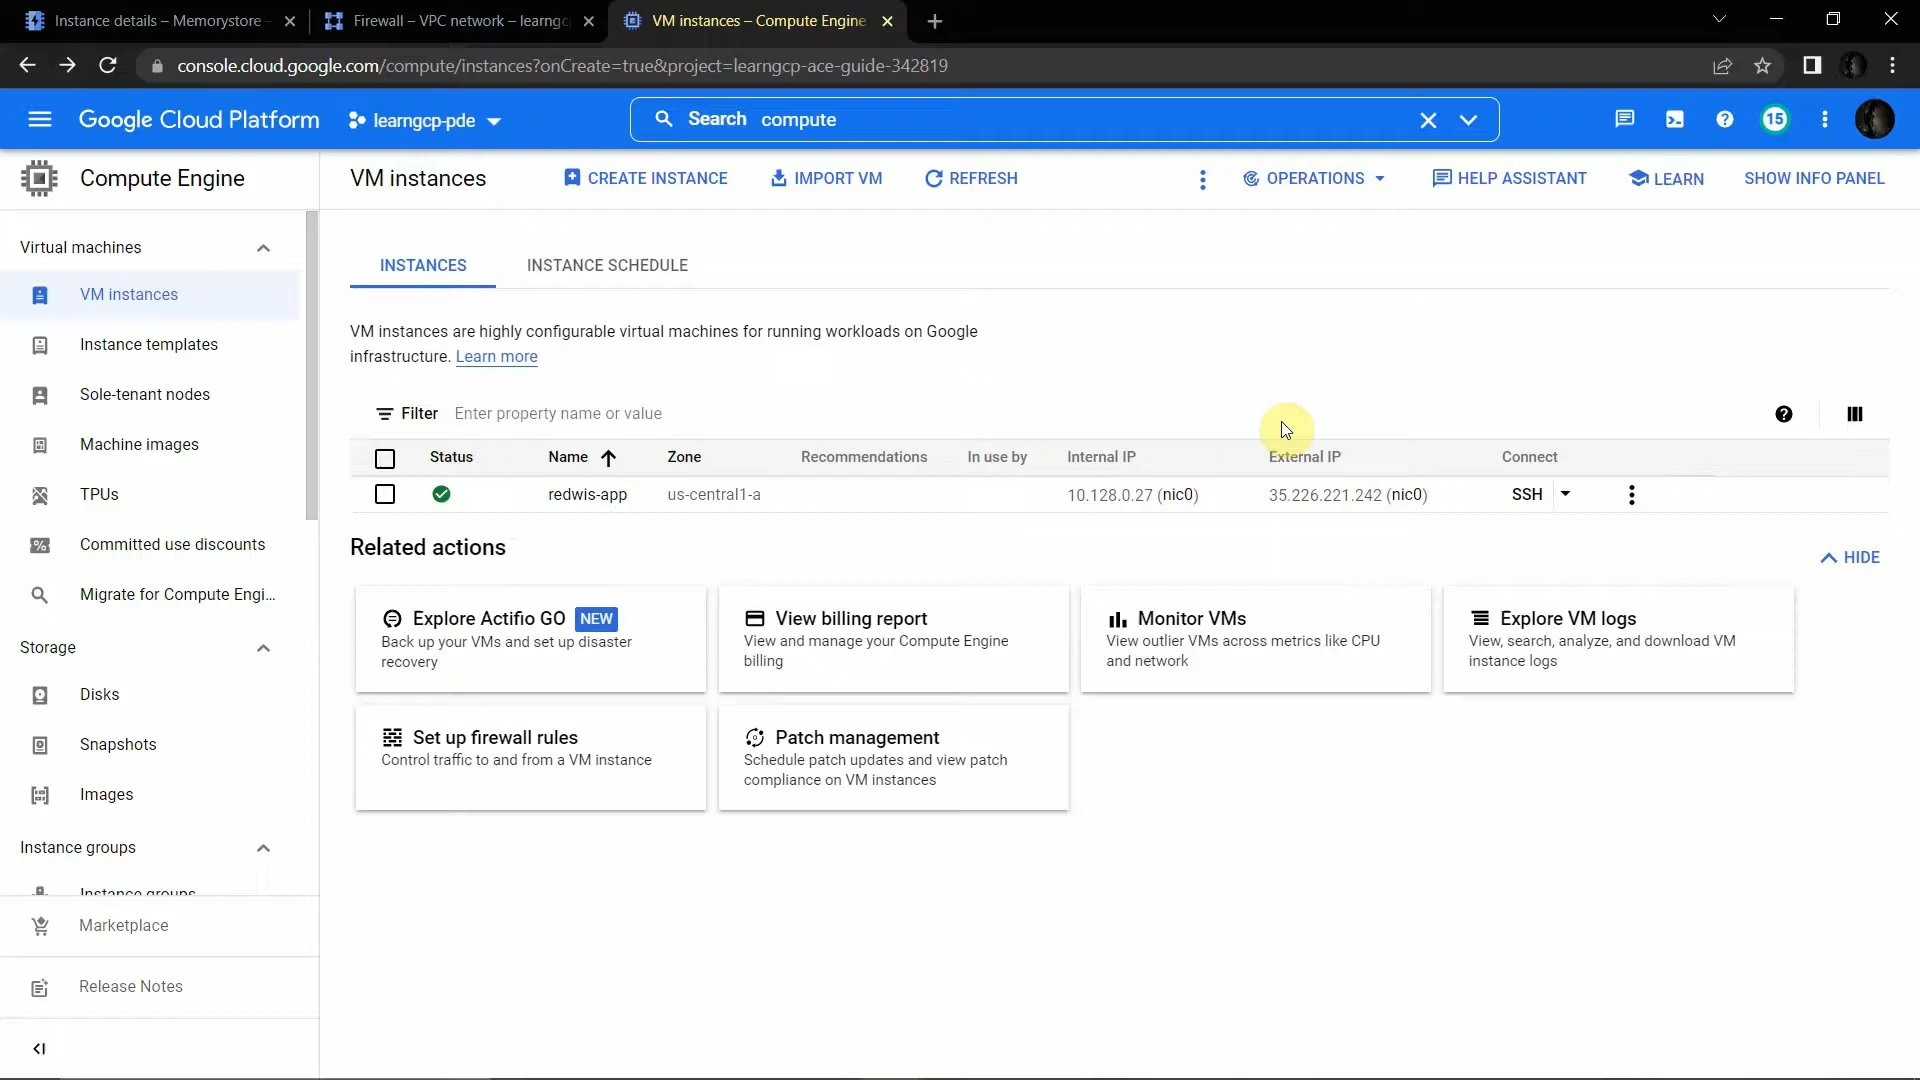 Instance details – Memorystore –
Firewall – VPC network – learngc
VM instances – Compute Engine
console.cloud.google.com/compute/instances?onCreate=true&project=learngcp-ace-guide-342819
Google Cloud Platform
learngcp-pde
Search compute
15
Compute Engine
VM instances
CREATE INSTANCE
IMPORT VM
REFRESH
OPERATIONS
HELP ASSISTANT
LEARN
SHOW INFO PANEL
Virtual machines
VM instances
Instance templates
Sole-tenant nodes
Machine images
TPUs
Committed use discounts
Migrate for Compute Engi...
Storage
Disks
Snapshots
Images
Instance groups
Instance groups
Marketplace
Release Notes
INSTANCES
INSTANCE SCHEDULE
VM instances are highly configurable virtual machines for running workloads on Google
infrastructure. Learn more
Filter Enter property name or value
Status Name Zone Recommendations In use by Internal IP External IP Connect
redwis-app us-central1-a 10.128.0.27 (nic0) 35.226.221.242 (nic0) SSH
Related actions
HIDE
Explore Actifio GO NEW
Back up your VMs and set up disaster
recovery
View billing report
View and manage your Compute Engine
billing
Monitor VMs
View outlier VMs across metrics like CPU
and network
Explore VM logs
View, search, analyze, and download VM
instance logs
Set up firewall rules
Control traffic to and from a VM instance
Patch management
Schedule patch updates and view patch
compliance on VM instances